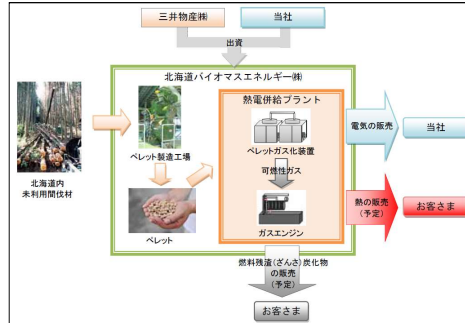 三井物産㈱
当社
出資
北海道バイオマスエネルギー㈱
熱電併給プラント
ペレット製造工場
ペレットガス化装置
可燃性ガス
ガスエンジン
ペレット
北海道内
未利用間伐材
電気の販売
当社
熱の販売
(予定)
お客さま
燃料残渣(ざんさ)炭化物
の販売
(予定)
お客さま